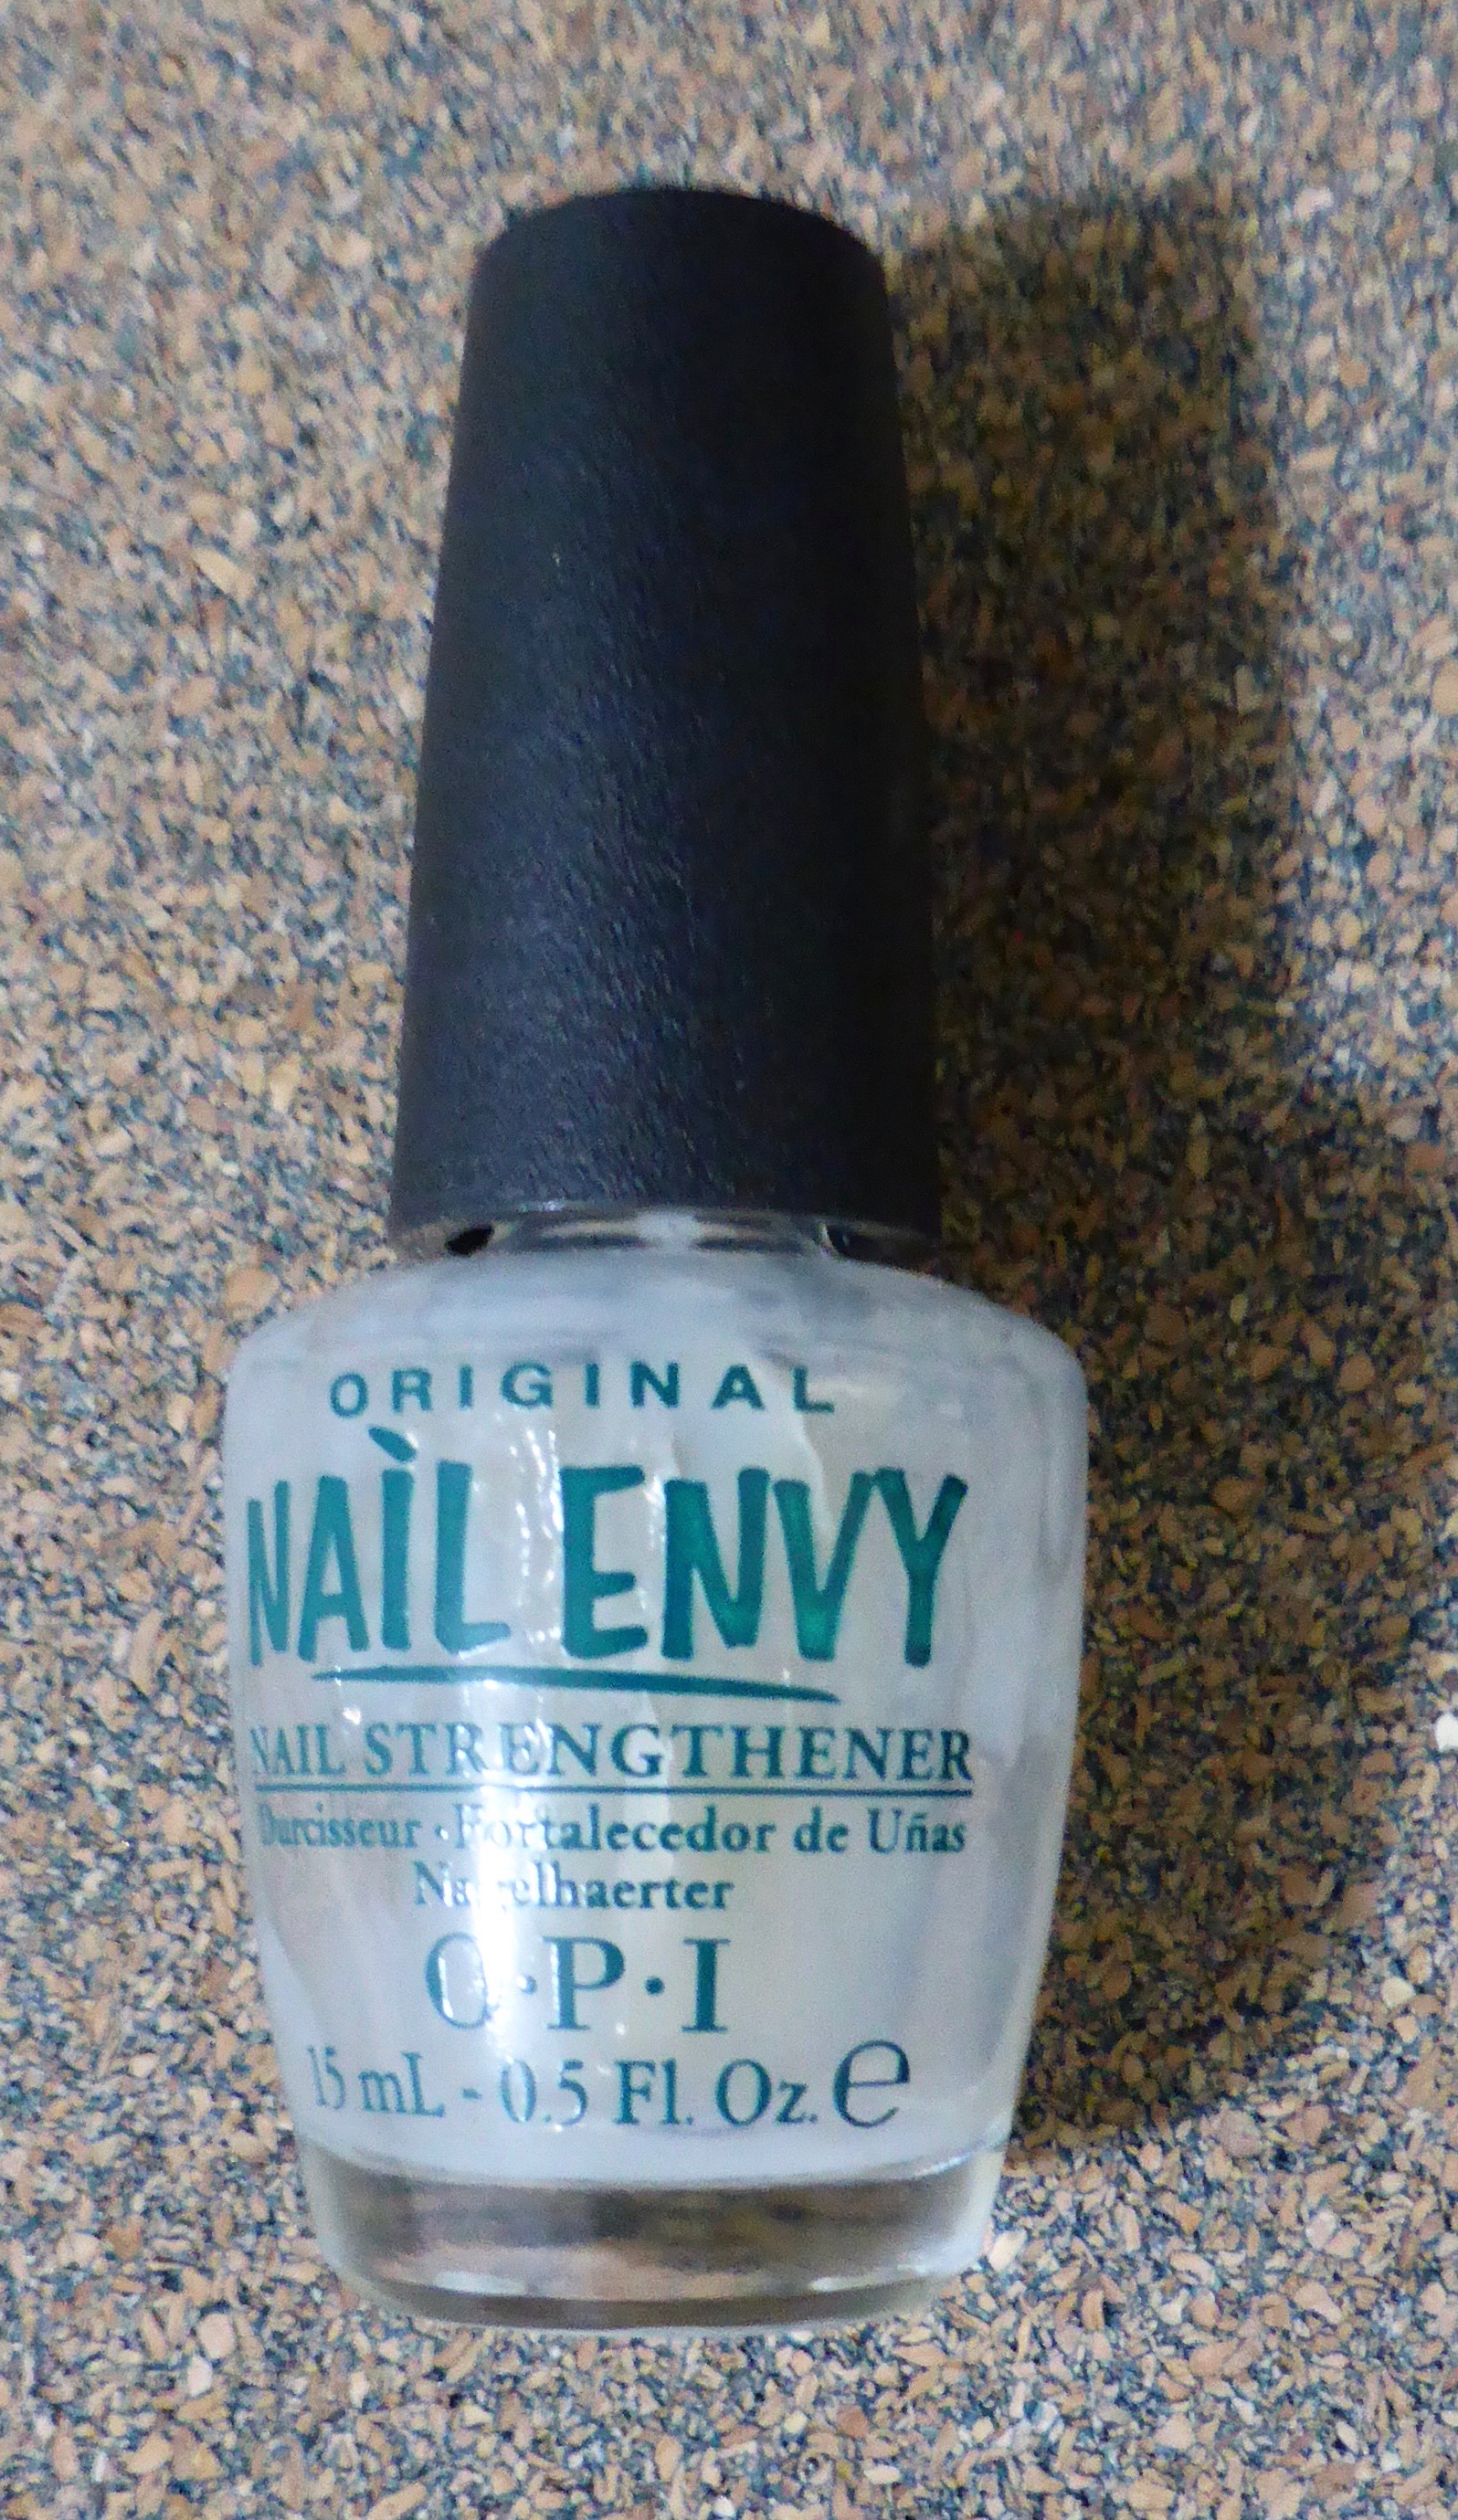 ORIGINAL
NAÌL ENVY
NAIL STRENGTHENER
Durcisseur · Fortalecedor de Uñas
Nagelhaerter
O·P·I
15 mL - 0.5 Fl. Oz. ℮